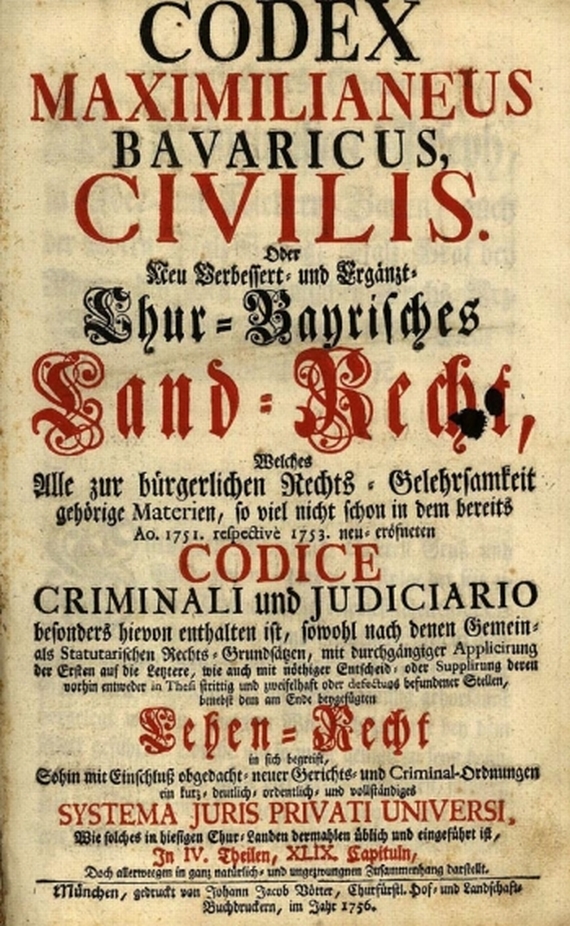 CODEX
MAXIMILIANEUS
BAVARICUS,
CIVILIS.
Oder
Neu Verbessert- und Ergänzt-
Chur-Bayrisches
Land-Recht,
Welches
Alle zur bürgerlichen Rechts-Gelehrsamkeit
gehörige Materien, so viel nicht schon in dem bereits
Ao. 1751. respectivè 1753. neu-eröfneten
CODICE
CRIMINALI und JUDICIARIO
besonders hievon enthalten ist, sowohl nach denen Gemein-
als Statutarischen Rechts-Grundsätzen, mit durchgängiger Applicirung
der Ersten auf die Letztere, wie auch mit nöthiger Entscheid- oder Supplirung deren
vorhin entweder in Thesi strittig und zweifelhaft oder defectuos befundener Stellen,
benebst dem am Ende beygefügten
Lehen-Recht
in sich begreift,
Sohin mit Einschluß obgedacht-neuer Gerichts- und Criminal-Ordnungen
ein kurz- deutlich- ordentlich- und vollständiges
SYSTEMA JURIS PRIVATI UNIVERSI,
Wie solches in hiesigen Chur-Landen dermahlen üblich und eingeführt ist,
In IV. Theilen, XLIX. Capituln,
Doch allerweegen in ganz natürlich- und ungezwungnen Zusammenhang darstellt.
München, gedruckt von Johann Jacob Vötter, Churfürstl. Hof- und Landschaft-
Buchdruckern, im Jahr 1756.